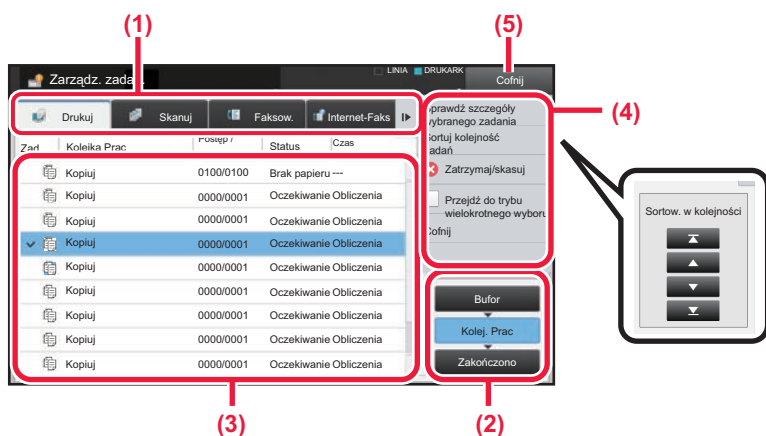 (1)
(5)
LINIA DRUKARK
Zarządz. zada
Cofnij
Drukuj Skanuj Faksow. Internet-Faks
Zad. Kolejka Prac Postęp / Status Czas
Kopiuj 0100/0100 Brak papieru ---
Kopiuj 0000/0001 Oczekiwanie Obliczenia
Kopiuj 0000/0001 Oczekiwanie Obliczenia
Kopiuj 0000/0001 Oczekiwanie Obliczenia
Kopiuj 0000/0001 Oczekiwanie Obliczenia
Kopiuj 0000/0001 Oczekiwanie Obliczenia
Kopiuj 0000/0001 Oczekiwanie Obliczenia
Kopiuj 0000/0001 Oczekiwanie Obliczenia
Kopiuj 0000/0001 Oczekiwanie Obliczenia
Sprawdź szczegóły
wybranego zadania
Sortuj kolejność
zadań
Zatrzymaj/skasuj
Przejdź do trybu
wielokrotnego wyboru
Cofnij
(4)
Sortow. w kolejności
Bufor
Kolej. Prac
Zakończono
(3)
(2)